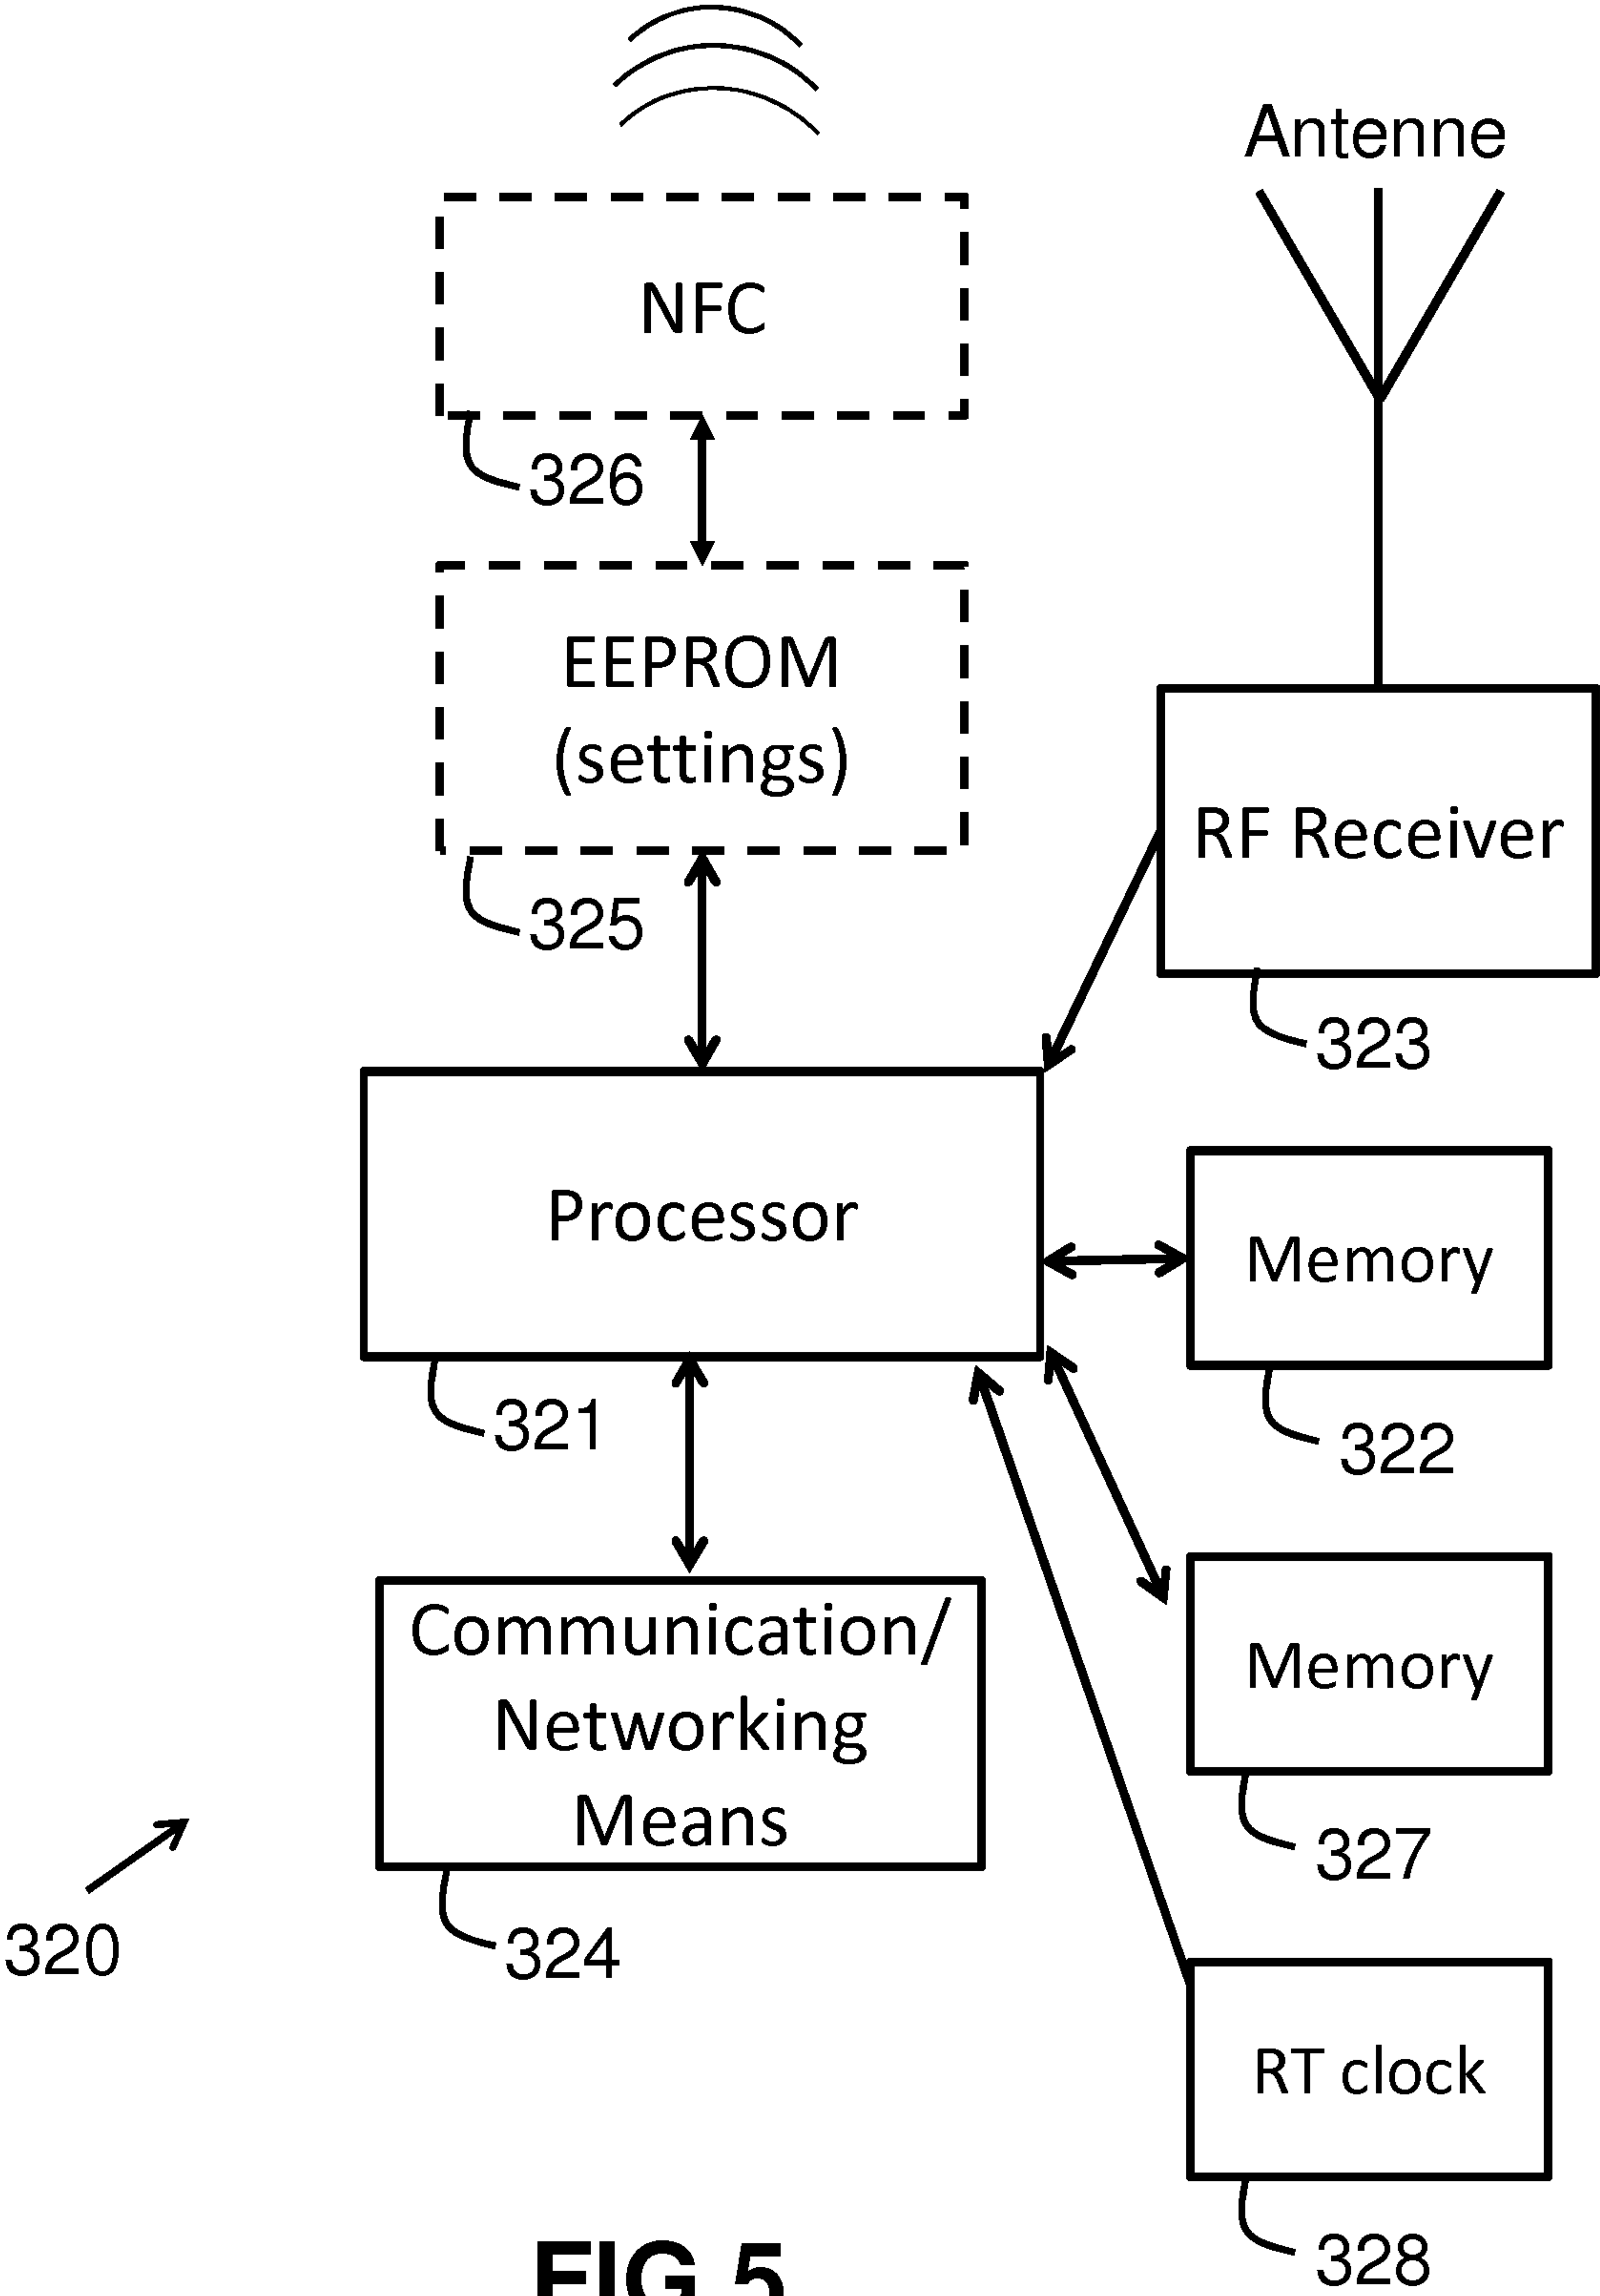 Antenne
NFC
326
EEPROM
(settings)
325
RF Receiver
323
Processor
321
Memory
322
Communication/
Networking
Means
324
Memory
327
320
RT clock
328
FIG 5